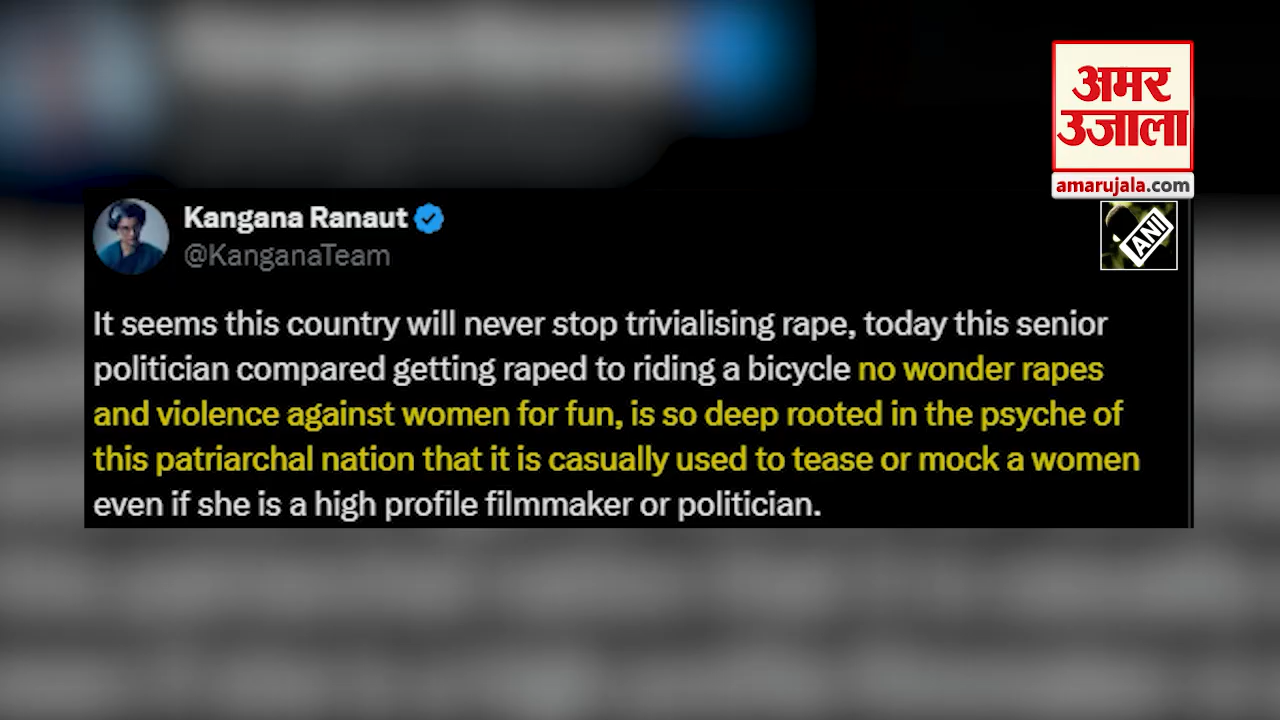 अमर
उजाला
amarujala.com
ANI
Kangana Ranaut
@KanganaTeam
It seems this country will never stop trivialising rape, today this senior
politician compared getting raped to riding a bicycle no wonder rapes
and violence against women for fun, is so deep rooted in the psyche of
this patriarchal nation that it is casually used to tease or mock a women
even if she is a high profile filmmaker or politician.